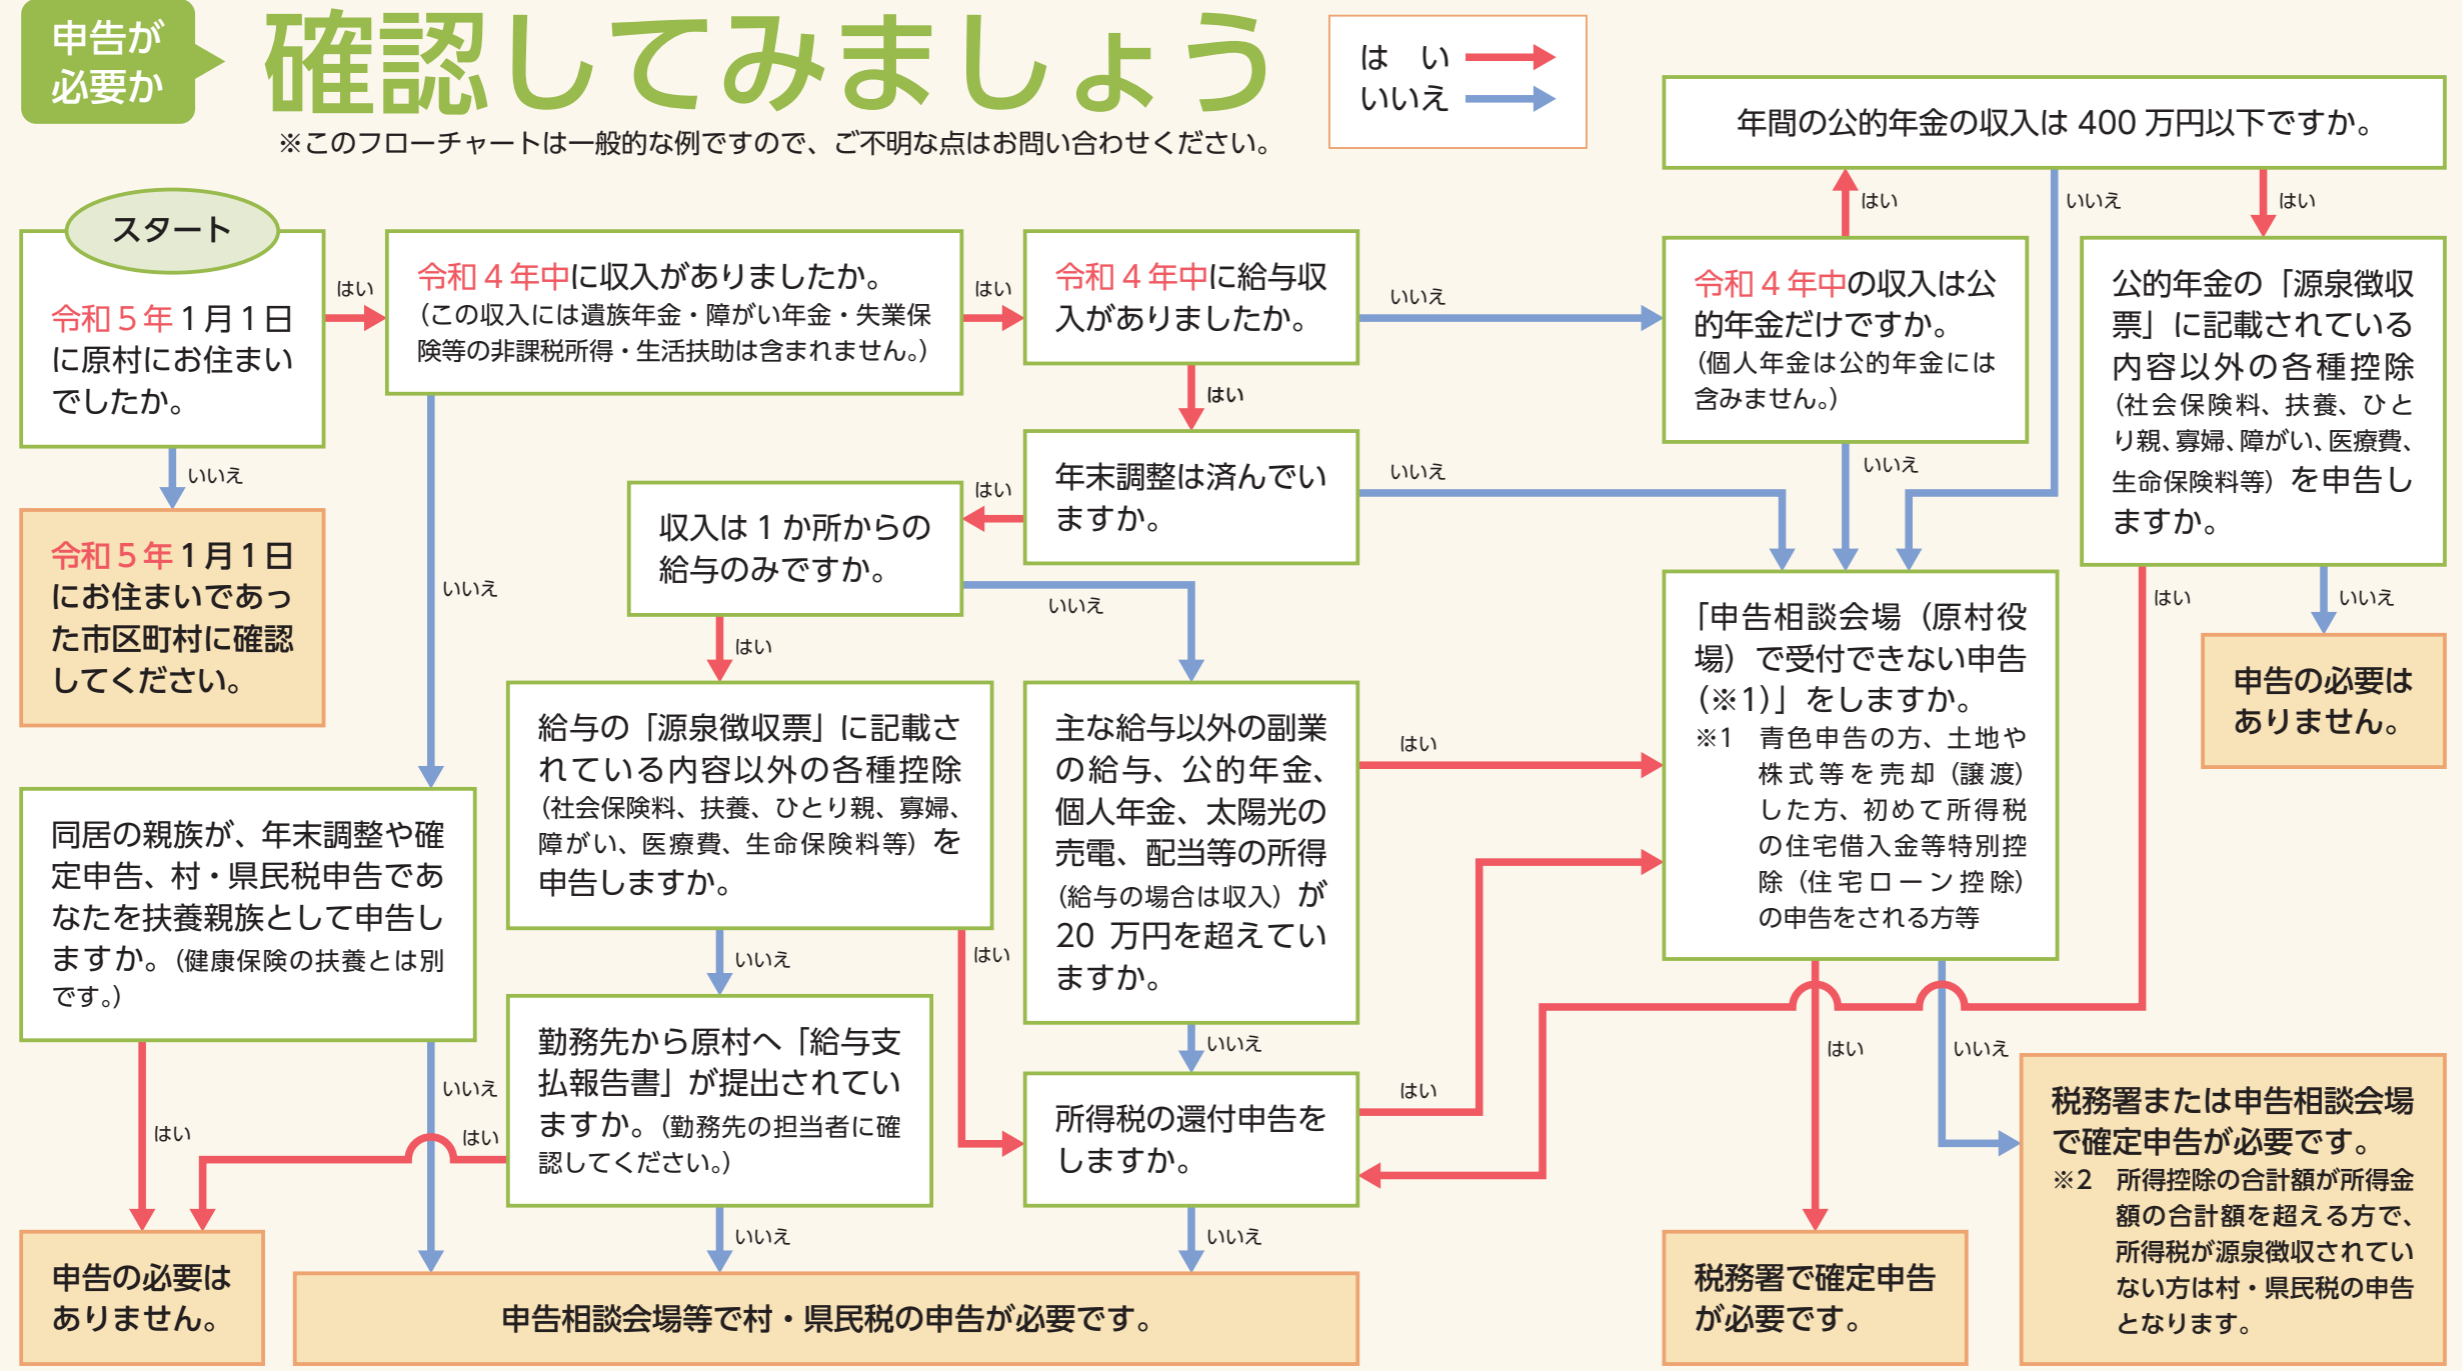 申告が
必要か
確認してみましょう
※このフローチャートは一般的な例ですので、ご不明な点はお問い合わせください。
は　い
いいえ
年間の公的年金の収入は 400 万円以下ですか。
はい
いいえ
はい
スタート
令和５年１月１日
に原村にお住まい
でしたか。
はい
令和４年中に収入がありましたか。
（この収入には遺族年金・障がい年金・失業保
険等の非課税所得・生活扶助は含まれません。）
はい
令和４年中に給与収
入がありましたか。
いいえ
令和４年中の収入は公
的年金だけですか。
（個人年金は公的年金には
含みません。）
公的年金の「源泉徴収
票」に記載されている
内容以外の各種控除
（社会保険料、扶養、ひと
り親、寡婦、障がい、医療費、
生命保険料等）を申告し
ますか。
いいえ
はい
いいえ
令和５年１月１日
にお住まいであっ
た市区町村に確認
してください。
いいえ
収入は１か所からの
給与のみですか。
はい
年末調整は済んでい
ますか。
いいえ
いいえ
はい
いいえ
はい
いいえ
申告の必要は
ありません。
「申告相談会場（原村役
場）で受付できない申告
（※1）」をしますか。
※1　青色申告の方、土地や
株式等を売却（譲渡）
した方、初めて所得税
の住宅借入金等特別控
除（住宅ローン控除）
の申告をされる方等
給与の「源泉徴収票」に記載さ
れている内容以外の各種控除
（社会保険料、扶養、ひとり親、寡婦、
障がい、医療費、生命保険料等）を
申告しますか。
主な給与以外の副業
の給与、公的年金、
個人年金、太陽光の
売電、配当等の所得
（給与の場合は収入）が
20 万円を超えてい
ますか。
はい
同居の親族が、年末調整や確
定申告、村・県民税申告であ
なたを扶養親族として申告し
ますか。（健康保険の扶養とは別
です。）
いいえ
はい
勤務先から原村へ「給与支
払報告書」が提出されてい
ますか。（勤務先の担当者に確
認してください。）
いいえ
所得税の還付申告を
しますか。
はい
はい
いいえ
はい
いいえ
はい
いいえ
いいえ
税務署または申告相談会場
で確定申告が必要です。
※2　所得控除の合計額が所得金
額の合計額を超える方で、
所得税が源泉徴収されてい
ない方は村・県民税の申告
となります。
申告の必要は
ありません。
申告相談会場等で村・県民税の申告が必要です。
税務署で確定申告
が必要です。